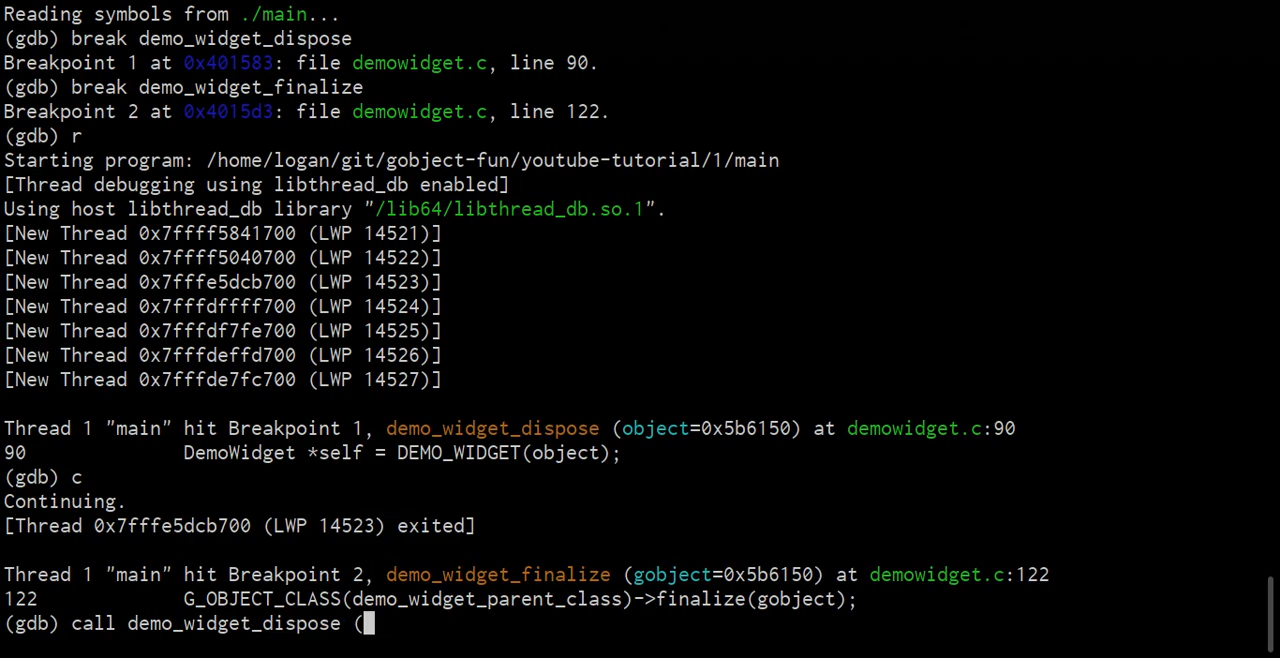 Reading symbols from ./main...
(gdb) break demo_widget_dispose
Breakpoint 1 at 0x401583: file demowidget.c, line 90.
(gdb) break demo_widget_finalize
Breakpoint 2 at 0x4015d3: file demowidget.c, line 122.
(gdb) r
Starting program: /home/logan/git/gobject-fun/youtube-tutorial/1/main
[Thread debugging using libthread_db enabled]
Using host libthread_db library "/lib64/libthread_db.so.1".
[New Thread 0x7ffff5841700 (LWP 14521)]
[New Thread 0x7ffff5040700 (LWP 14522)]
[New Thread 0x7fffe5dcb700 (LWP 14523)]
[New Thread 0x7fffdffff700 (LWP 14524)]
[New Thread 0x7fffdf7fe700 (LWP 14525)]
[New Thread 0x7fffdeffd700 (LWP 14526)]
[New Thread 0x7fffde7fc700 (LWP 14527)]
Thread 1 "main" hit Breakpoint 1, demo_widget_dispose (object=0x5b6150) at demowidget.c:90
90              DemoWidget *self = DEMO_WIDGET(object);
(gdb) c
Continuing.
[Thread 0x7fffe5dcb700 (LWP 14523) exited]
Thread 1 "main" hit Breakpoint 2, demo_widget_finalize (gobject=0x5b6150) at demowidget.c:122
122             G_OBJECT_CLASS(demo_widget_parent_class)->finalize(gobject);
(gdb) call demo_widget_dispose (